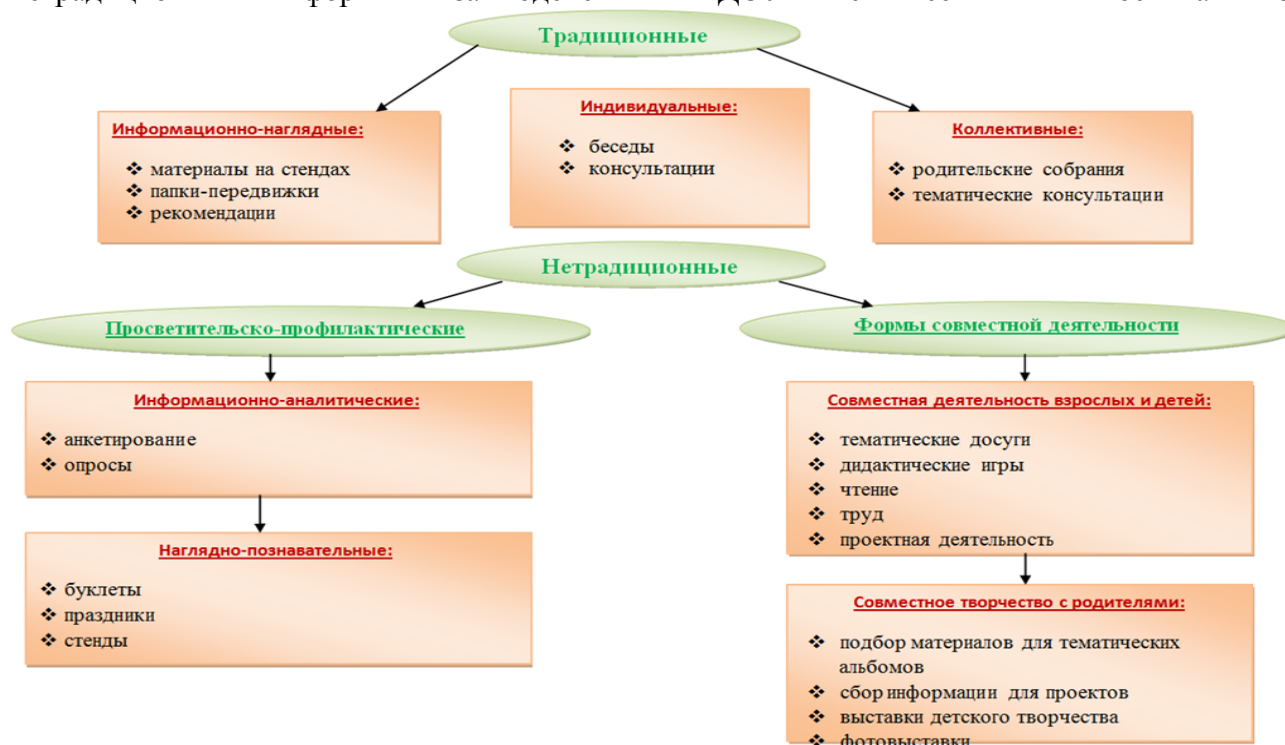 Традиционные
Информационно-наглядные:
❖ материалы на стендах
❖ папки-передвижки
❖ рекомендации
Индивидуальные:
❖ беседы
❖ консультации
Коллективные:
❖ родительские собрания
❖ тематические консультации
Нетрадиционные
Просветительско-профилактические
Информационно-аналитические:
❖ анкетирование
❖ опросы
Наглядно-познавательные:
❖ буклеты
❖ праздники
❖ стенды
Формы совместной деятельности
Совместная деятельность взрослых и детей:
❖ тематические досуги
❖ дидактические игры
❖ чтение
❖ труд
❖ проектная деятельность
Совместное творчество с родителями:
❖ подбор материалов для тематических
альбомов
❖ сбор информации для проектов
❖ выставки детского творчества
❖ фотовыставки